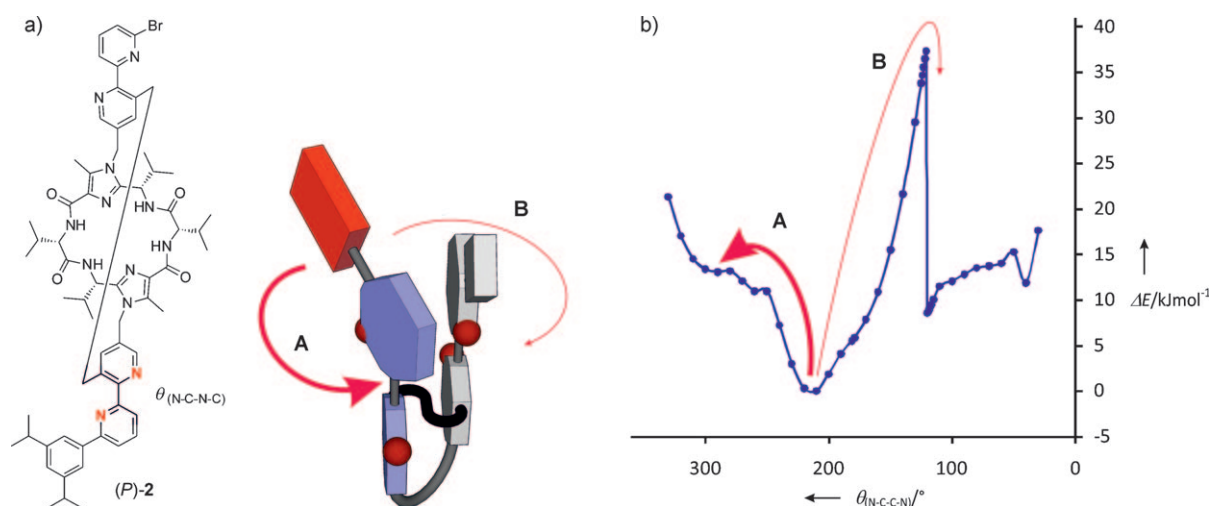 a)
Br
N
N
N
N
O
NH
HN
O
O
NH
HN
O
N
N
N
θ(N-C-N-C)
N
(P)-2
A
B
b)
A
B
40
35
30
25
20
15
10
5
0
-5
ΔE/kJmol⁻¹
300
200
100
0
θ(N-C-C-N)/°